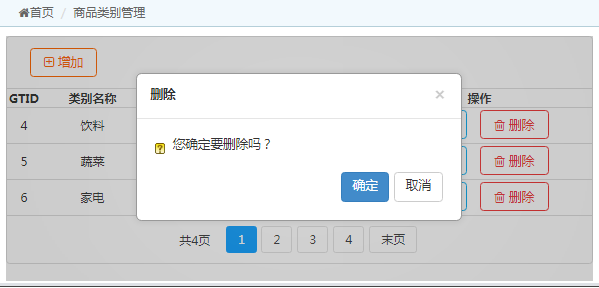 首页 / 商品类别管理
增加
GTID 类别名称 操作
4 饮料 删除
5 蔬菜 删除
6 家电 删除
删除 ×
您确定要删除吗？
确定 取消
共4页 1 2 3 4 末页